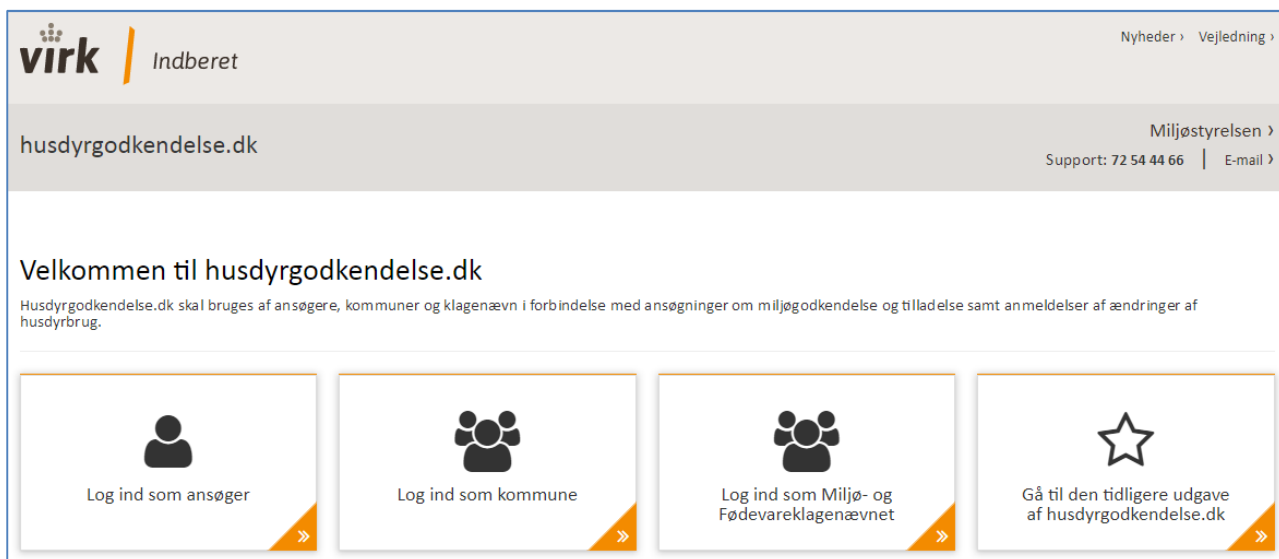 virk Indberet
Nyheder › Vejledning ›
husdyrgodkendelse.dk
Miljøstyrelsen ›
Support: 72 54 44 66 | E-mail ›
Velkommen til husdyrgodkendelse.dk
Husdyrgodkendelse.dk skal bruges af ansøgere, kommuner og klagenævn i forbindelse med ansøgninger om miljøgodkendelse og tilladelse samt anmeldelser af ændringer af
husdyrbrug.
Log ind som ansøger
Log ind som kommune
Log ind som Miljø- og
Fødevareklagenævnet
Gå til den tidligere udgave
af husdyrgodkendelse.dk